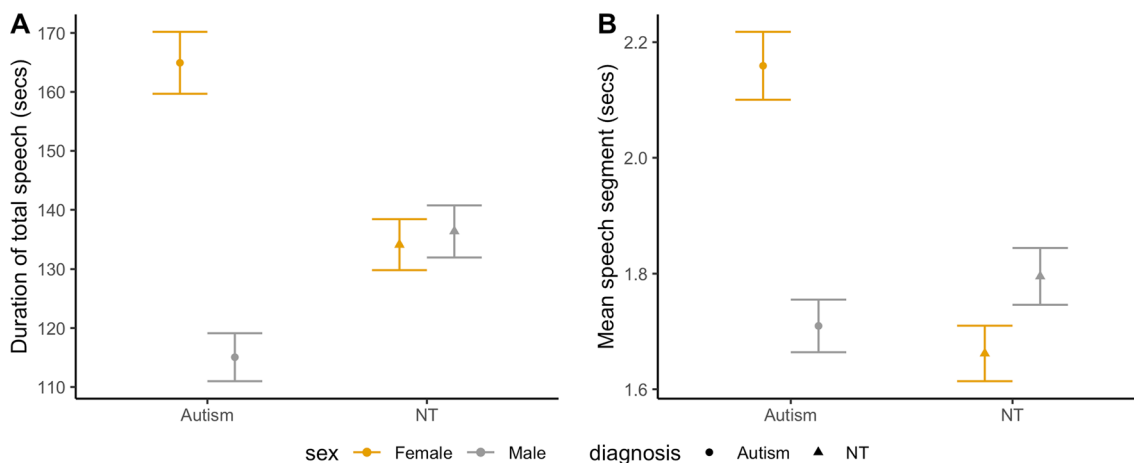 A
Duration of total speech (secs)
170
160
150
140
130
120
110
Autism
NT
B
Mean speech segment (secs)
2.2
2.0
1.8
1.6
Autism
NT
sex Female Male diagnosis Autism NT